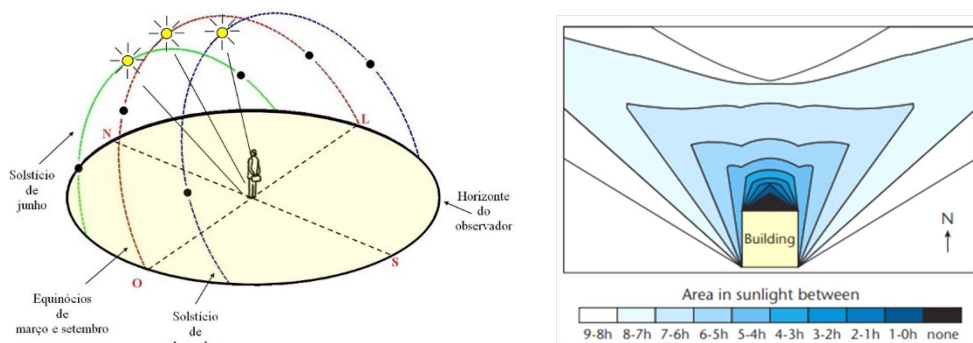 N
L
Solstício
de
junho
Horizonte
do
observador
O
S
Equinócios
de
março e setembro
Solstício
de
Building
N
Area in sunlight between
9-8h 8-7h 7-6h 6-5h 5-4h 4-3h 3-2h 2-1h 1-0h none